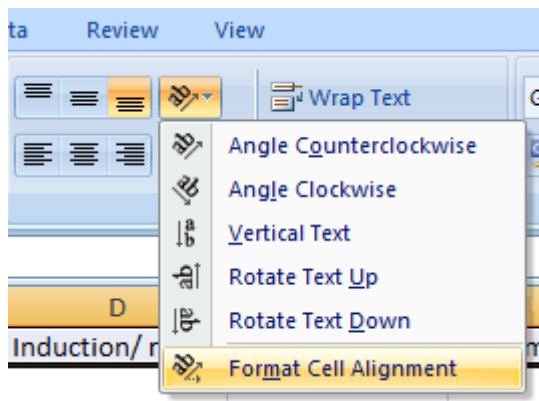 ta Review View
Wrap Text
Angle Counterclockwise
Angle Clockwise
Vertical Text
Rotate Text Up
D
Rotate Text Down
Induction/ r
Format Cell Alignment